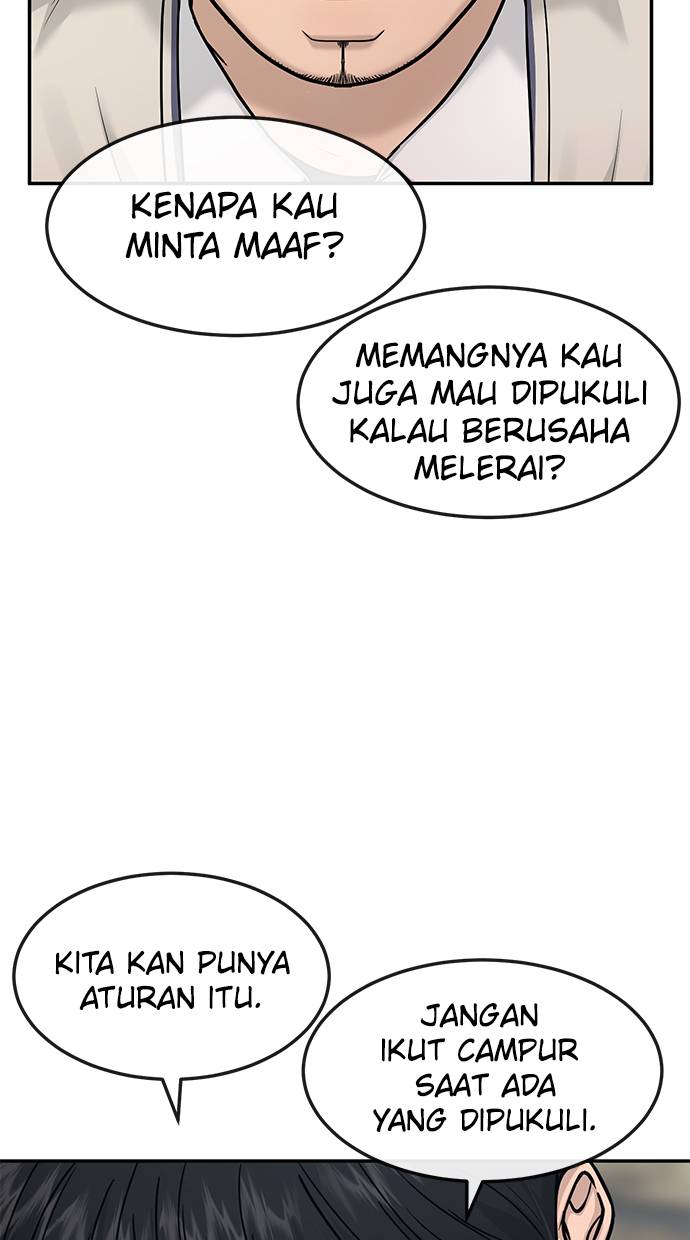 KENAPA KAU
MINTA MAAF?
MEMANGNYA KAU
JUGA MAU DIPUKULI
KALAU BERUSAHA
MELERAI?
KITA KAN PUNYA
ATURAN ITU.
JANGAN
IKUT CAMPUR
SAAT ADA
YANG DIPUKULI.